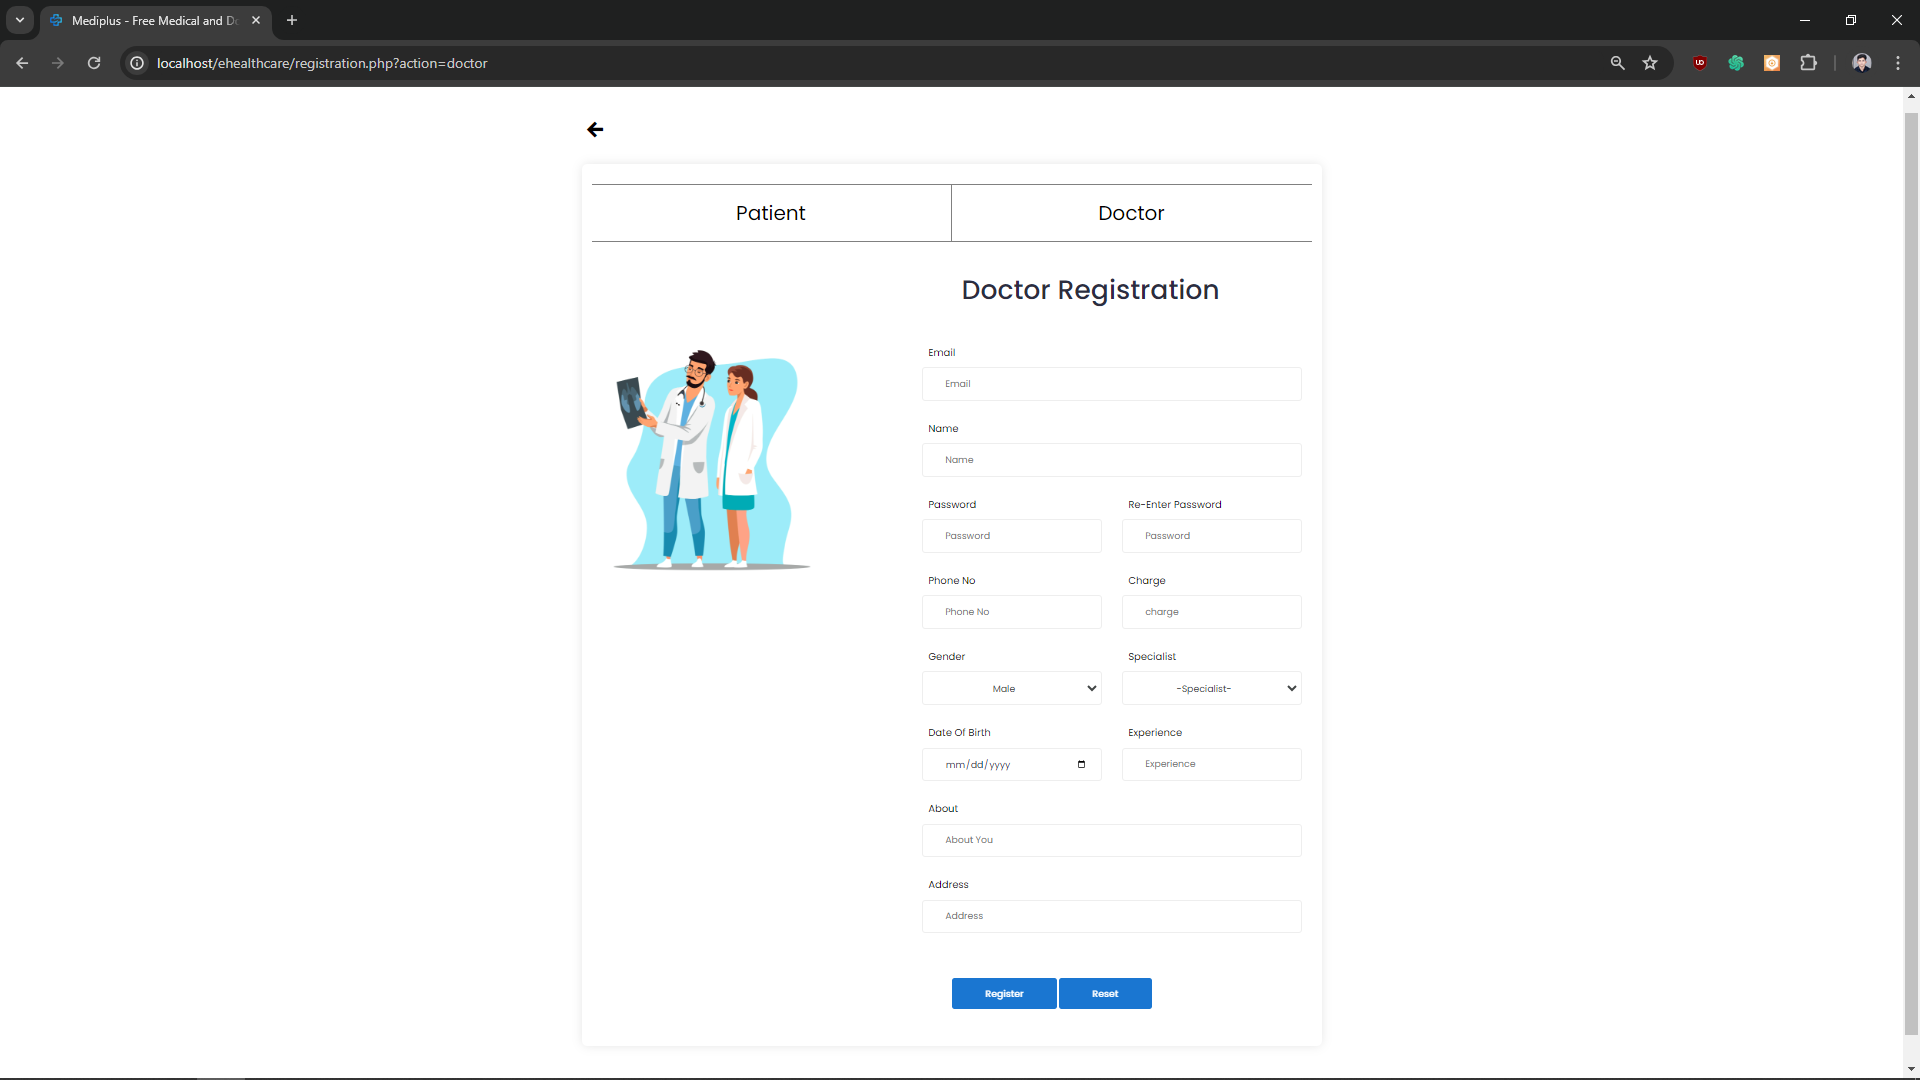 Mediplus - Free Medical and Do
localhost/ehealthcare/registration.php?action=doctor
Patient
Doctor
Doctor Registration
Email
Email
Name
Name
Password
Re-Enter Password
Password
Password
Phone No
Charge
Phone No
charge
Gender
Specialist
Male
-Specialist-
Date Of Birth
Experience
mm/dd/yyyy
Experience
About
About You
Address
Address
Register
Reset